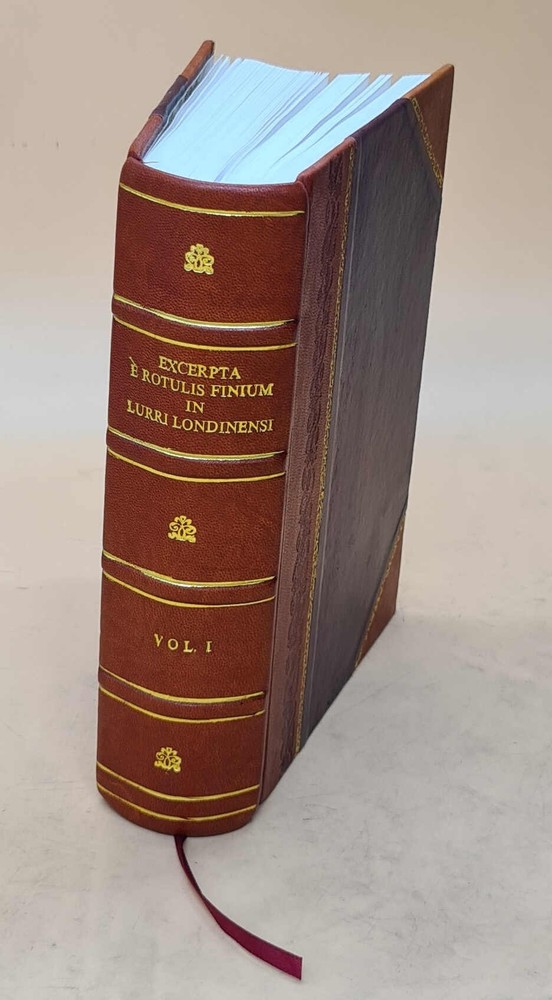 EXCERPTA
È ROTULIS FINIUM
IN
LURRI LONDINENSI
VOL. I